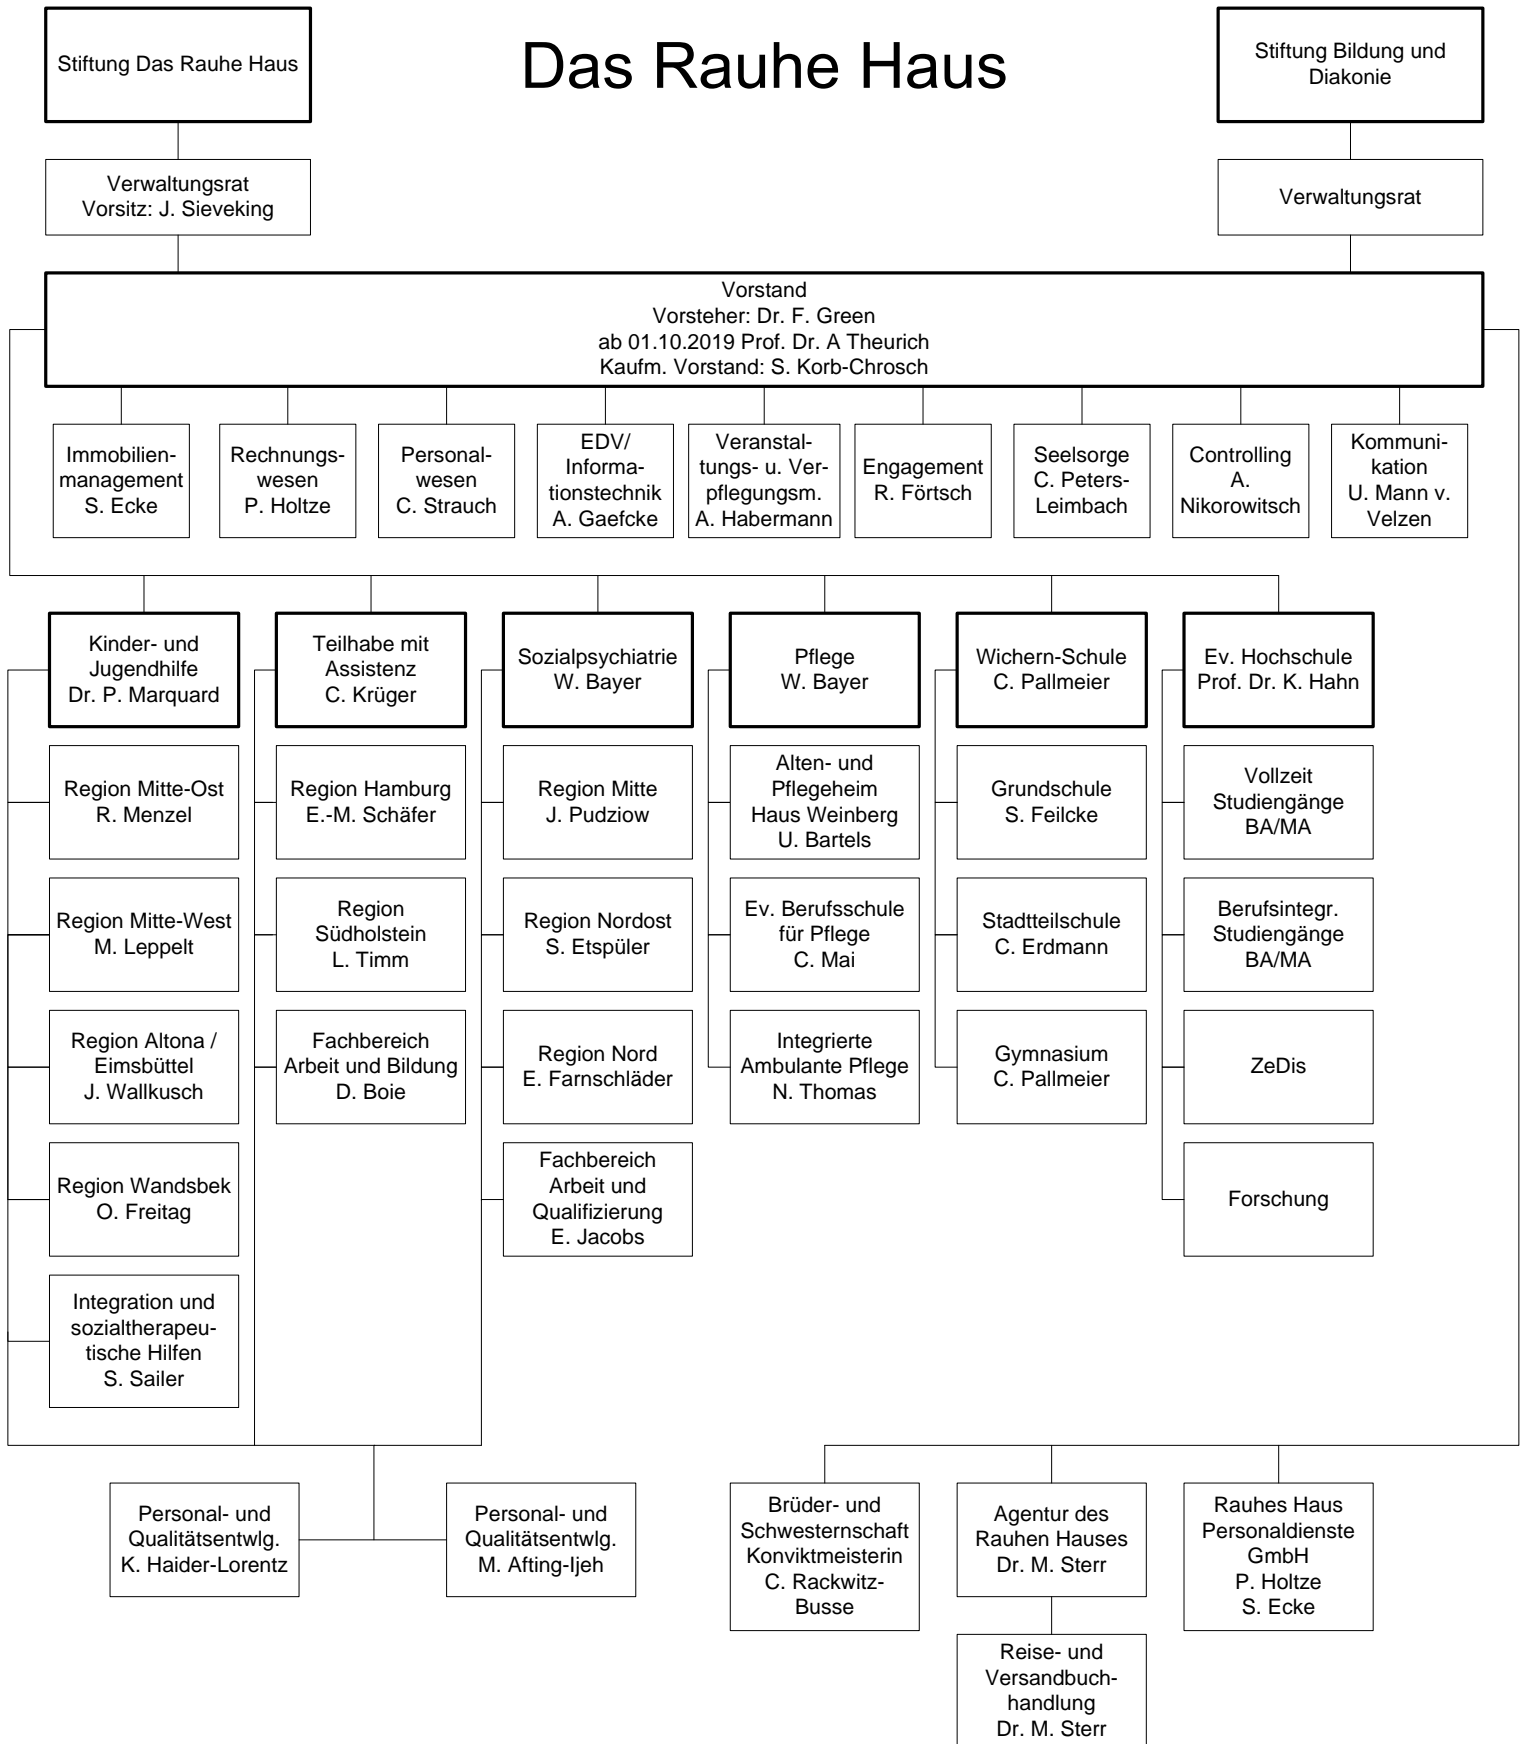 Das Rauhe Haus
Stiftung Das Rauhe Haus
Stiftung Bildung und
Diakonie
Verwaltungsrat
Vorsitz: J. Sieveking
Verwaltungsrat
Vorstand
Vorsteher: Dr. F. Green
ab 01.10.2019 Prof. Dr. A Theurich
Kaufm. Vorstand: S. Korb-Chrosch
Immobilien-
management
S. Ecke
Rechnungs-
wesen
P. Holtze
Personal-
wesen
C. Strauch
EDV/
Informa-
tionstechnik
A. Gaefcke
Veranstal-
tungs- u. Ver-
pflegungsm.
A. Habermann
Engagement
R. Förtsch
Seelsorge
C. Peters-
Leimbach
Controlling
A.
Nikorowitsch
Kommuni-
kation
U. Mann v.
Velzen
Kinder- und
Jugendhilfe
Dr. P. Marquard
Teilhabe mit
Assistenz
C. Krüger
Sozialpsychiatrie
W. Bayer
Pflege
W. Bayer
Wichern-Schule
C. Pallmeier
Ev. Hochschule
Prof. Dr. K. Hahn
Region Mitte-Ost
R. Menzel
Region Hamburg
E.-M. Schäfer
Region Mitte
J. Pudziow
Alten- und
Pflegeheim
Haus Weinberg
U. Bartels
Grundschule
S. Feilcke
Vollzeit
Studiengänge
BA/MA
Region Mitte-West
M. Leppelt
Region
Südholstein
L. Timm
Region Nordost
S. Etspüler
Ev. Berufsschule
für Pflege
C. Mai
Stadtteilschule
C. Erdmann
Berufsintegr.
Studiengänge
BA/MA
Region Altona /
Eimsbüttel
J. Wallkusch
Fachbereich
Arbeit und Bildung
D. Boie
Region Nord
E. Farnschläder
Integrierte
Ambulante Pflege
N. Thomas
Gymnasium
C. Pallmeier
ZeDis
Region Wandsbek
O. Freitag
Fachbereich
Arbeit und
Qualifizierung
E. Jacobs
Forschung
Integration und
sozialtherapeu-
tische Hilfen
S. Sailer
Personal- und
Qualitätsentwlg.
K. Haider-Lorentz
Personal- und
Qualitätsentwlg.
M. Afting-Ijeh
Brüder- und
Schwesternschaft
Konviktmeisterin
C. Rackwitz-
Busse
Agentur des
Rauhen Hauses
Dr. M. Sterr
Rauhes Haus
Personaldienste
GmbH
P. Holtze
S. Ecke
Reise- und
Versandbuch-
handlung
Dr. M. Sterr